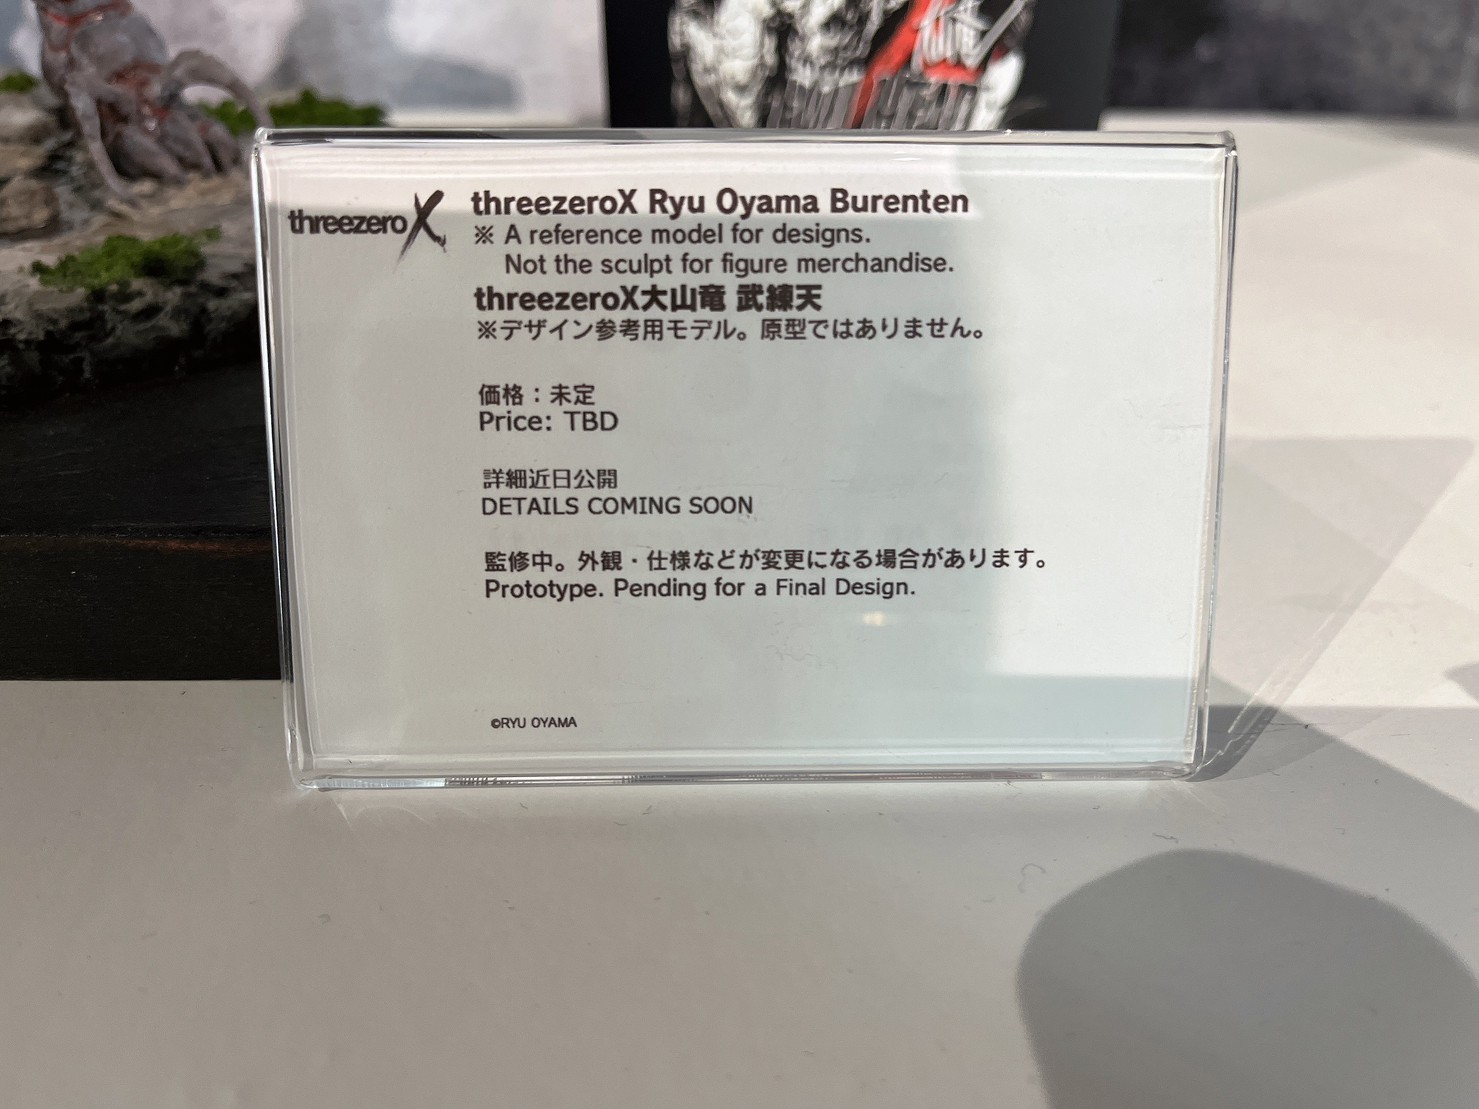 threezeroX
threezeroX Ryu Oyama Burenten
※ A reference model for designs.
Not the sculpt for figure merchandise.
threezeroX大山竜 武練天
※デザイン参考用モデル。原型ではありません。
価格：未定
Price: TBD
詳細近日公開
DETAILS COMING SOON
監修中。外観・仕様などが変更になる場合があります。
Prototype. Pending for a Final Design.
©RYU OYAMA